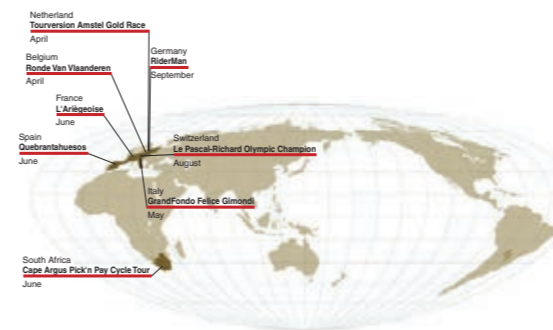 Netherland
Tourversion Amstel Gold Race
April
Germany
RiderMan
September
Belgium
Ronde Van Vlaanderen
April
France
L'Ariègeoise
June
Spain
Quebrantahuesos
June
Switzerland
Le Pascal-Richard Olympic Champion
August
Italy
GrandFondo Felice Gimondi
May
South Africa
Cape Argus Pick'n Pay Cycle Tour
June